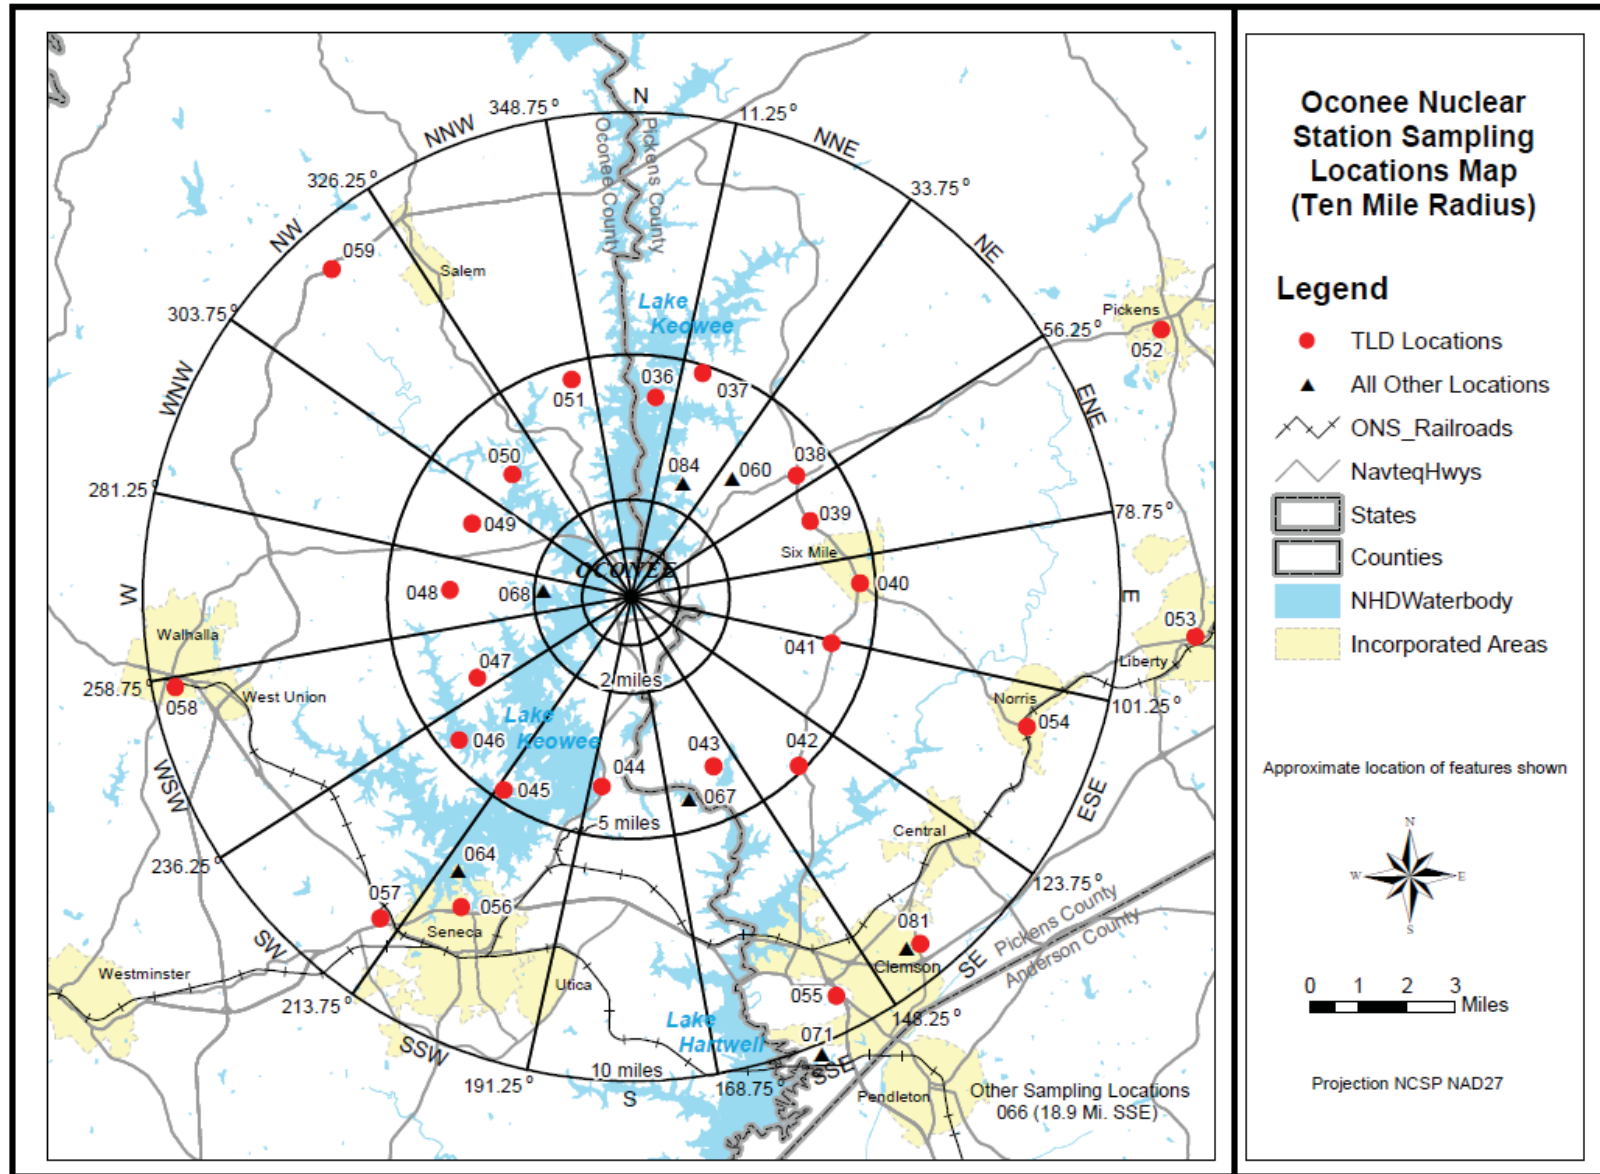 N
348.75°
11.25°
NNW
NNE
326.25°
33.75°
Oconee County
Pickens County
NW
NE
059
Salem
303.75°
Lake
Keowee
Pickens
56.25°
052
WNW
036
037
051
ENE
050
084
060
038
281.25°
049
039
78.75°
Six Mile
OCONEE
048
068
040
W
E
053
Walhalla
041
047
Liberty
258.75°
2 miles
West Union
058
Norris
101.25°
054
Lake
Keowee
046
043
042
044
045
067
WSW
ESE
5 miles
Central
236.25°
064
123.75°
057
056
081
Pickens County
Anderson County
Seneca
SW
SE
Clemson
Westminster
Utica
055
213.75°
148.25°
Lake
Hartwell
071
SSW
SSE
10 miles
191.25°
168.75°
S
Pendleton
Other Sampling Locations
066 (18.9 Mi. SSE)
Oconee Nuclear
Station Sampling
Locations Map
(Ten Mile Radius)
Legend
TLD Locations
All Other Locations
ONS_Railroads
NavteqHwys
States
Counties
NHDWaterbody
Incorporated Areas
Approximate location of features shown
N
W
E
S
0 1 2 3
Miles
Projection NCSP NAD27